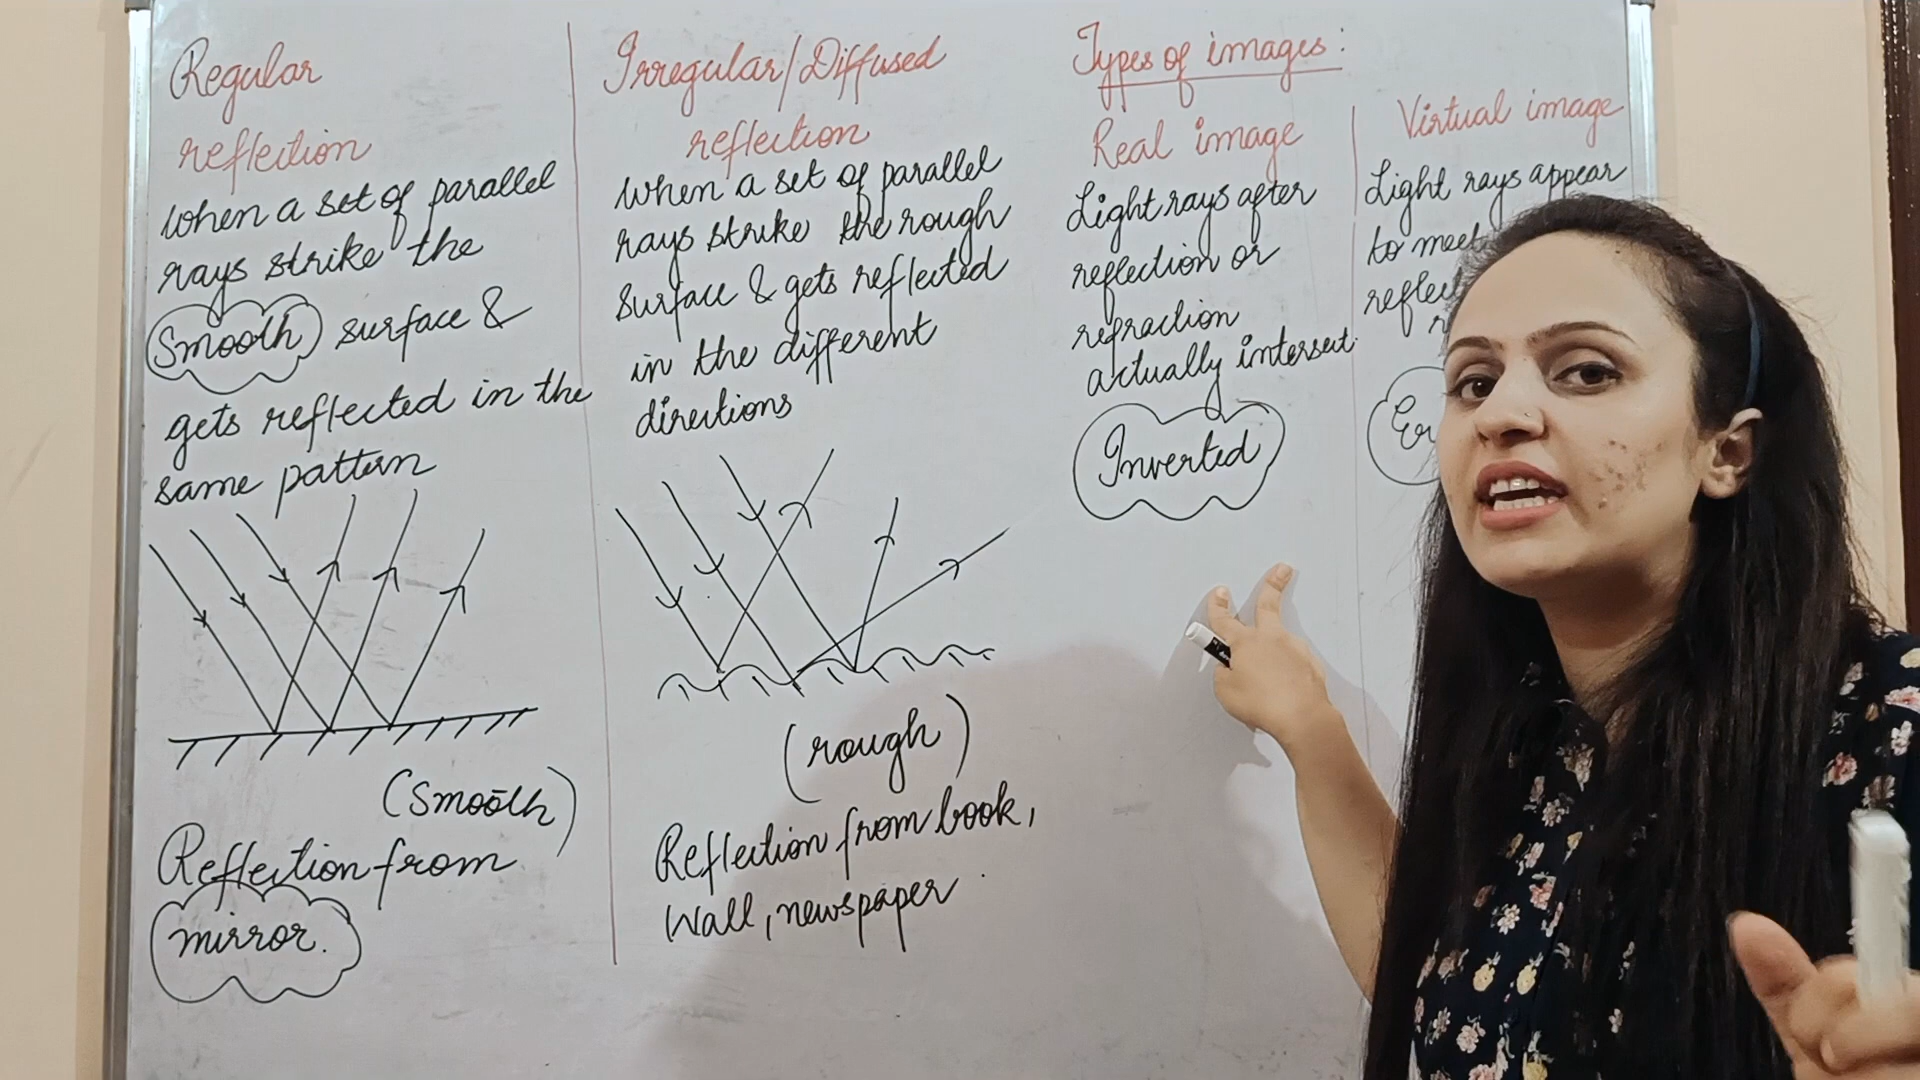 Regular
reflection
When a set of parallel
rays strike the
Smooth surface &
gets reflected in the
same pattern
(Smooth)
Reflection from
mirror.
Irregular/Diffused
reflection
When a set of parallel
rays strike the rough
Surface & gets reflected
in the different
directions
(rough)
Reflection from book,
Wall, newspaper
Types of images:
Real image
Light rays after
reflection or
refraction
actually intersect.
Inverted
Virtual image
Light rays appear
to meet